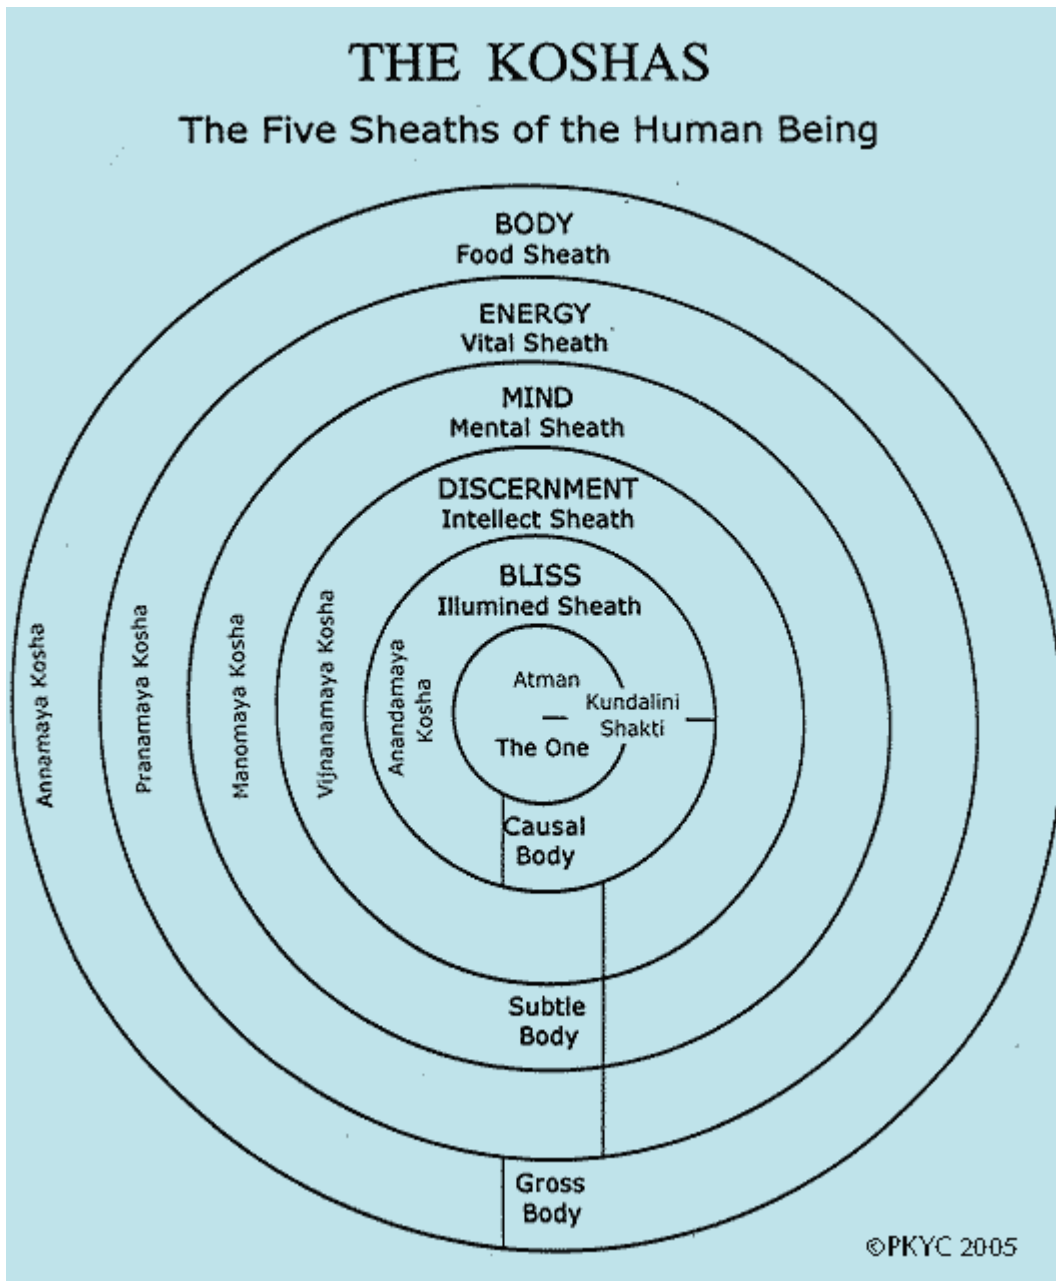 THE KOSHAS
The Five Sheaths of the Human Being
BODY
Food Sheath
ENERGY
Vital Sheath
MIND
Mental Sheath
DISCERNMENT
Intellect Sheath
BLISS
Illumined Sheath
Annamaya Kosha
Pranamaya Kosha
Manomaya Kosha
Vijnanamaya Kosha
Anandamaya
Kosha
Atman
Kundalini
Shakti
The One
Causal
Body
Subtle
Body
Gross
Body
©PKYC 2005